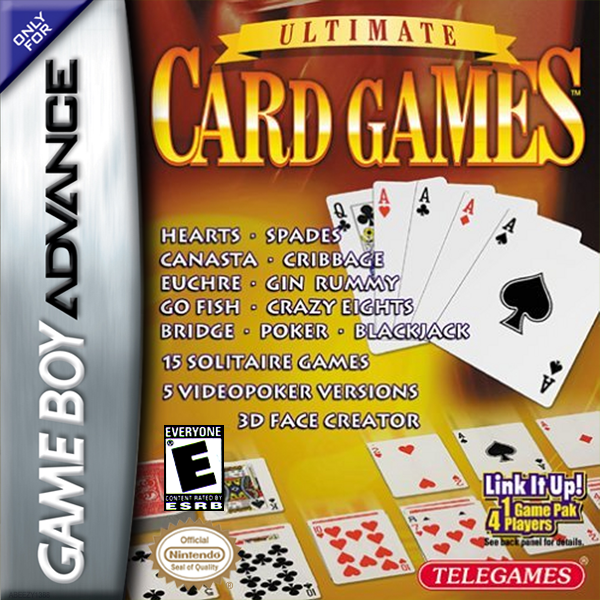 ONLY
FOR
GAME BOY ADVANCE
ULTIMATE
CARD GAMES™
HEARTS · SPADES
CANASTA · CRIBBAGE
EUCHRE · GIN RUMMY
GO FISH · CRAZY EIGHTS
BRIDGE · POKER · BLACKJACK
15 SOLITAIRE GAMES
5 VIDEOPOKER VERSIONS
3D FACE CREATOR
Q
A
A
A
A
A
EVERYONE
E
CONTENT RATED BY
ESRB
Official
Nintendo
Seal of Quality
Link It Up!
1 Game Pak
4 Players
See back panel for details.
TELEGAMES®